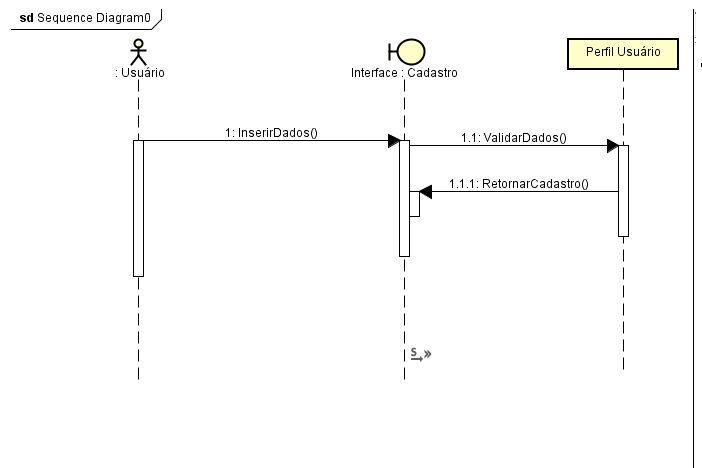 sd Sequence Diagram0
: Usuário
Interface : Cadastro
Perfil Usuário
1: InserirDados()
1.1: ValidarDados()
1.1.1: RetornarCadastro()
S